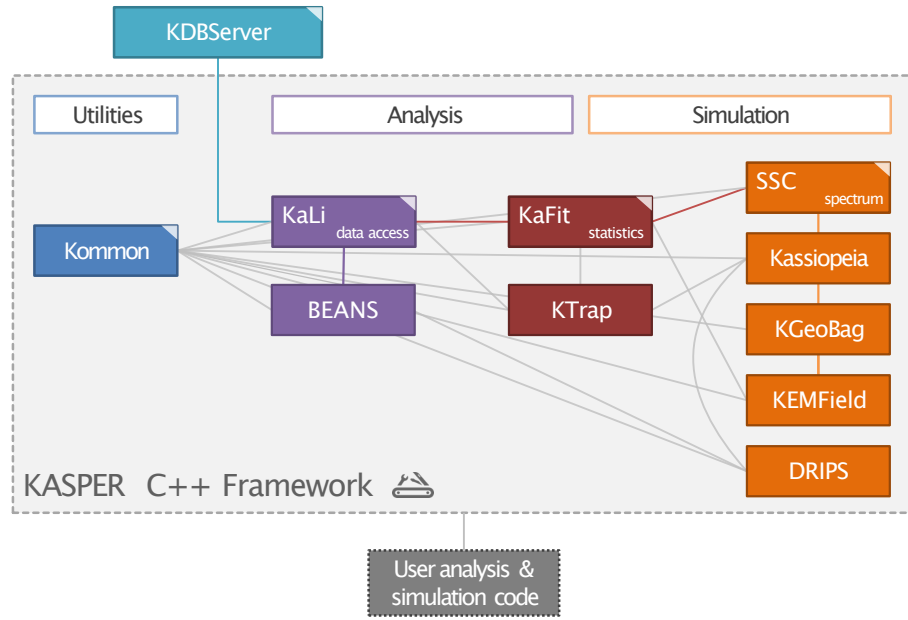 KDBServer
Utilities
Analysis
Simulation
KaLi
data access
KaFit
statistics
SSC
spectrum
Kommon
Kassiopeia
BEANS
KTrap
KGeoBag
KEMField
DRIPS
KASPER C++ Framework
User analysis &
simulation code